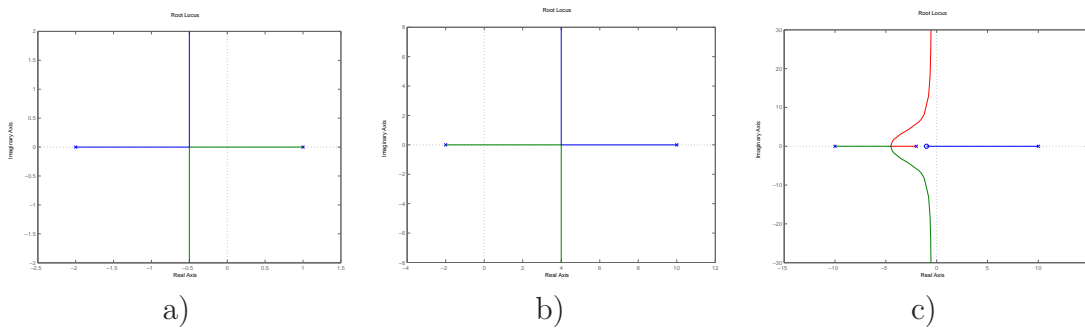 Root Locus
2
1.5
1
0.5
0
−0.5
−1
−1.5
−2
Imaginary Axis
−2.5 −2 −1.5 −1 −0.5 0 0.5 1 1.5
Real Axis
a)
Root Locus
8
6
4
2
0
−2
−4
−6
−8
Imaginary Axis
−4 −2 0 2 4 6 8 10 12
Real Axis
b)
Root Locus
30
20
10
0
−10
−20
−30
Imaginary Axis
−15 −10 −5 0 5 10
Real Axis
c)